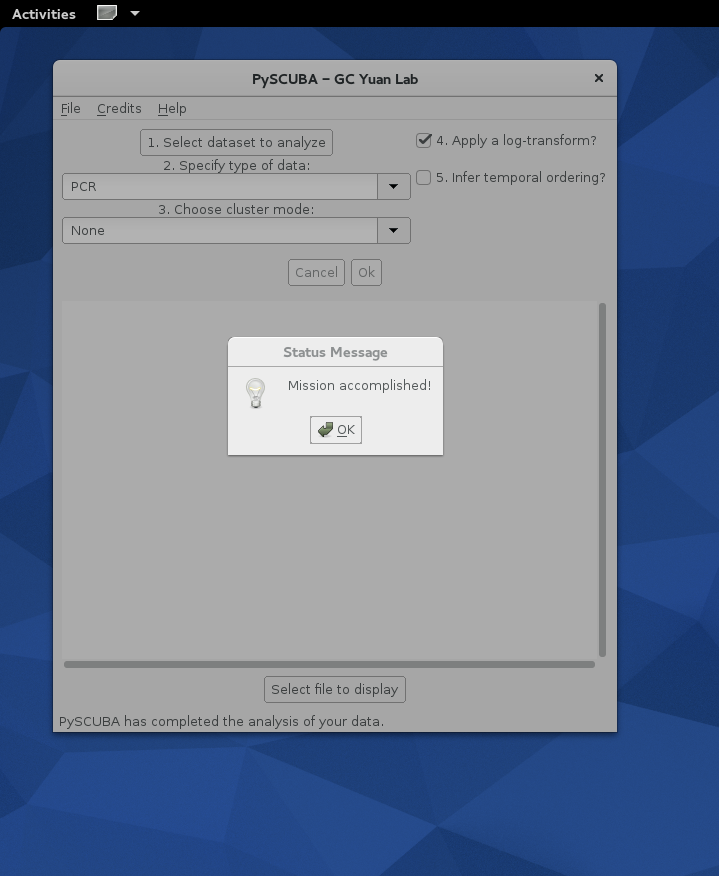 Activities
PySCUBA – GC Yuan Lab
File Credits Help
1. Select dataset to analyze
4. Apply a log-transform?
2. Specify type of data:
PCR
5. Infer temporal ordering?
3. Choose cluster mode:
None
Cancel Ok
Status Message
Mission accomplished!
OK
Select file to display
PySCUBA has completed the analysis of your data.